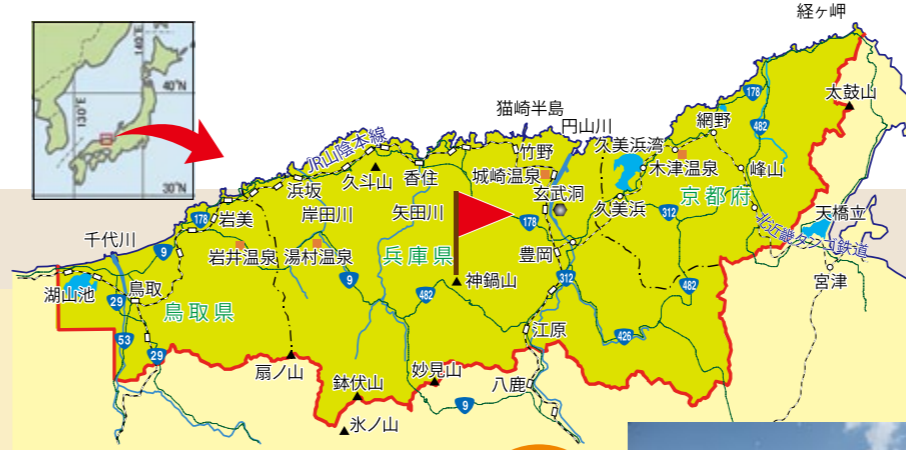 経ヶ岬
140°E
40°N
130°E
30°N
太鼓山
178
482
網野
猫崎半島
円山川
久美浜湾
JR山陰本線
竹野
城崎温泉
木津温泉
峰山
久斗山
香住
浜坂
玄武洞
久美浜
京都府
312
天橋立
北近畿タンゴ鉄道
宮津
178
岩美
岸田川
矢田川
178
千代川
9
岩井温泉
湯村温泉
兵庫県
豊岡
312
482
湖山池
鳥取
29
鳥取県
9
482
神鍋山
53
29
江原
426
扇ノ山
鉢伏山
妙見山
八鹿
9
氷ノ山